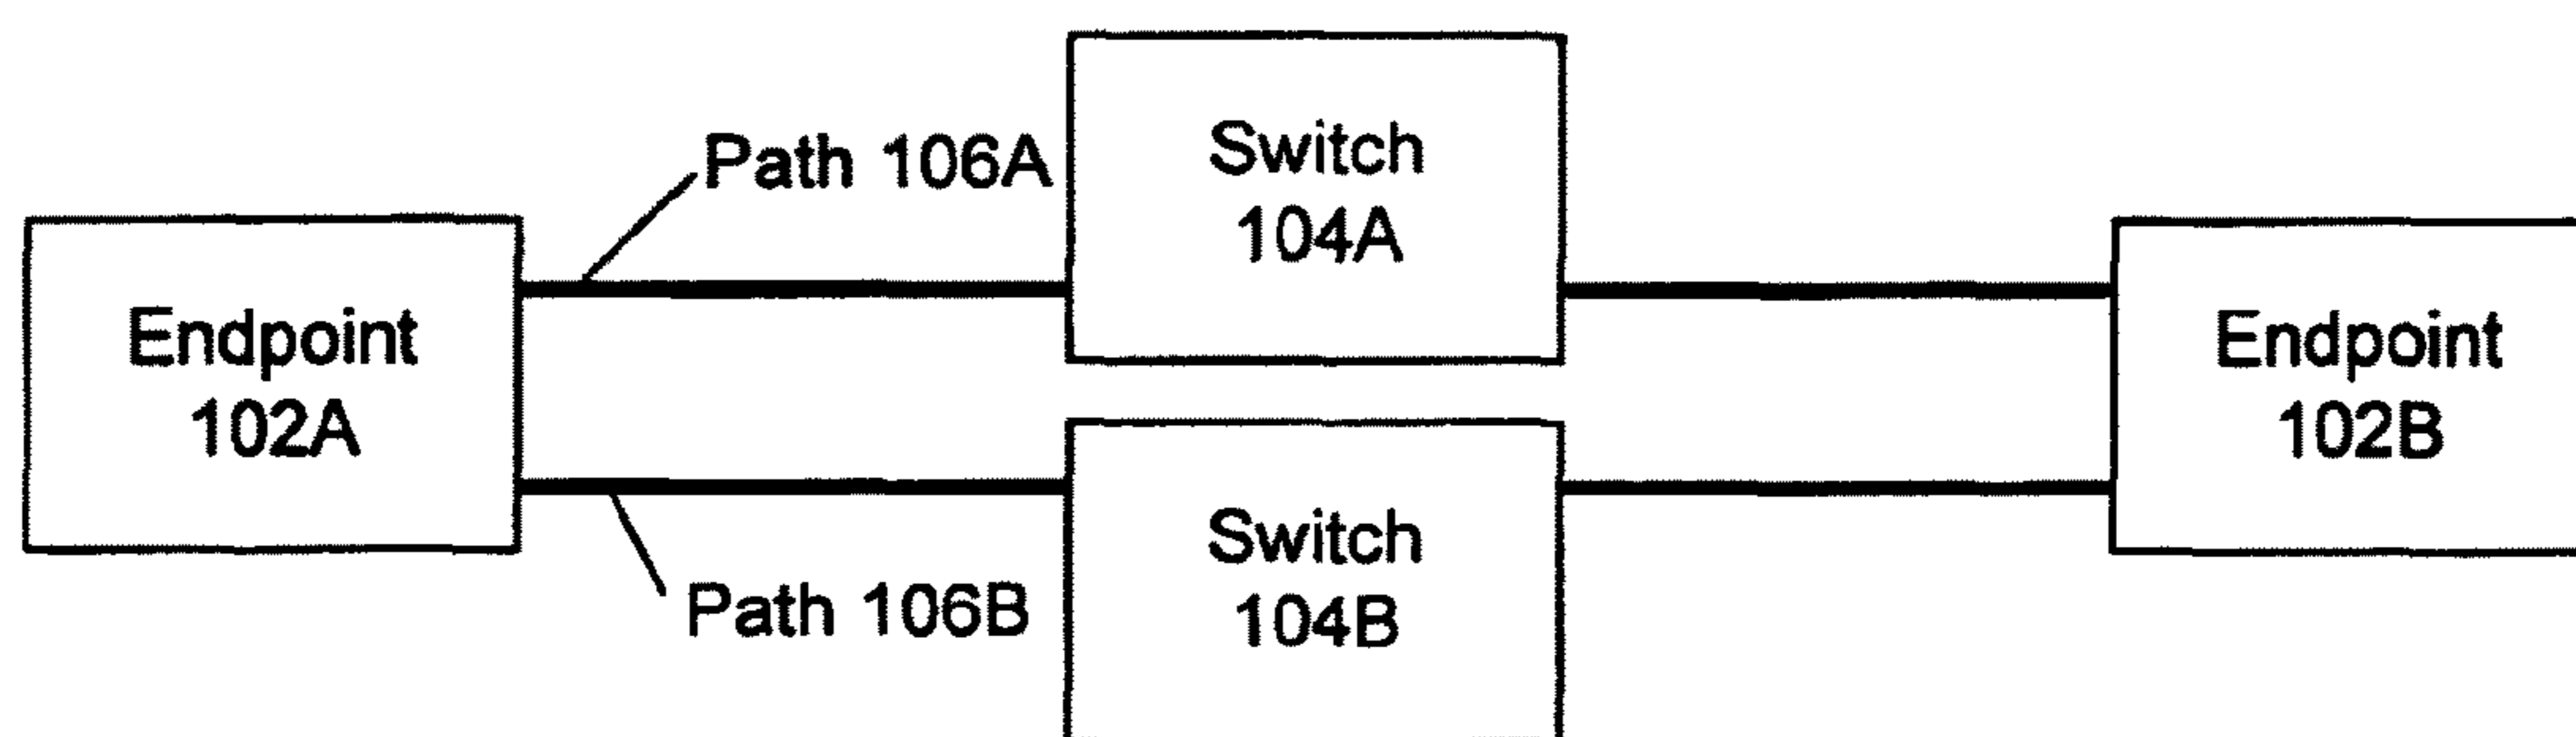 Path 106A
Switch
104A
Endpoint
102A
Endpoint
102B
Path 106B
Switch
104B